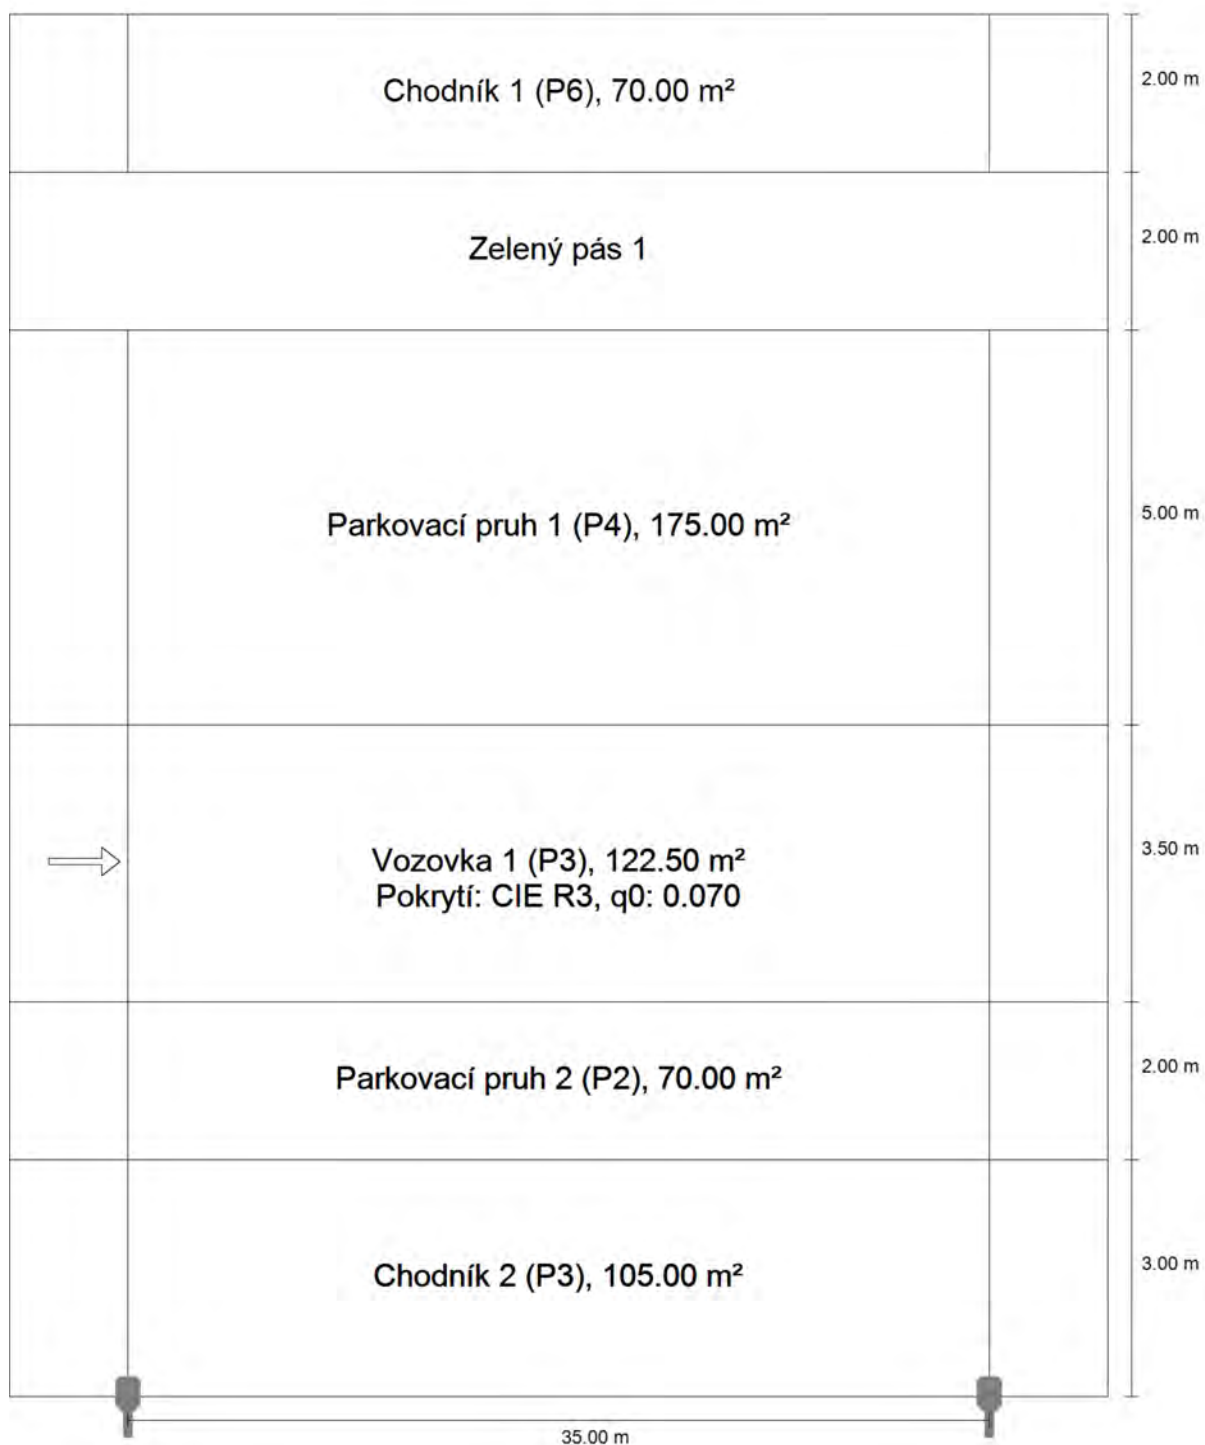 Chodník 1 (P6), 70.00 m²
2.00 m
Zelený pás 1
2.00 m
Parkovací pruh 1 (P4), 175.00 m²
5.00 m
Vozovka 1 (P3), 122.50 m²
Pokrytí: CIE R3, q0: 0.070
3.50 m
Parkovací pruh 2 (P2), 70.00 m²
2.00 m
Chodník 2 (P3), 105.00 m²
3.00 m
35.00 m